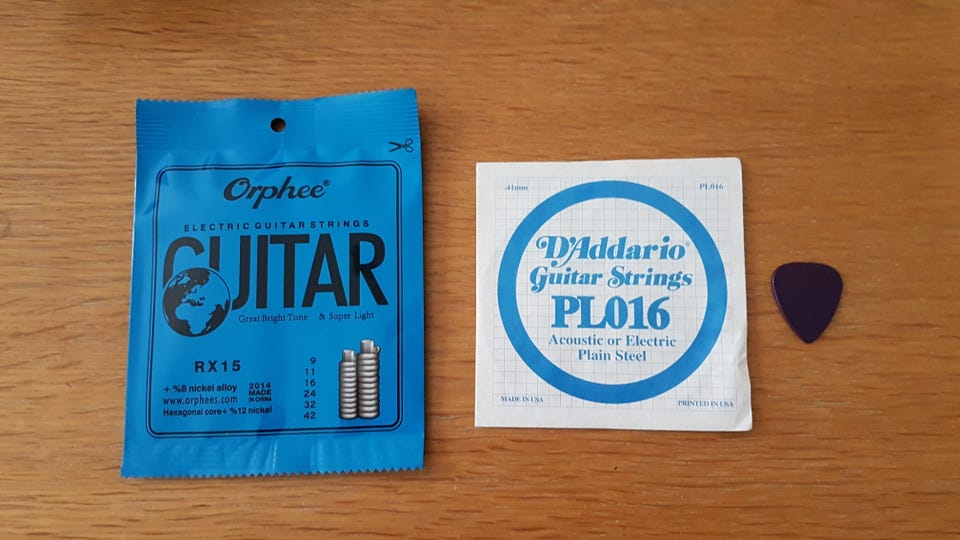 Orphee®
ELECTRIC GUITAR STRINGS
GUITAR
Great Bright Tone & Super Light
RX15
+ %8 nickel alloy
www.orphees.com
Hexagonal core+ %12 nickel
2014
MADE
IN CHINA
9
11
16
24
32
42
.41mm
PL016
D'Addario®
Guitar Strings
PL016
Acoustic or Electric
Plain Steel
MADE IN USA
PRINTED IN USA